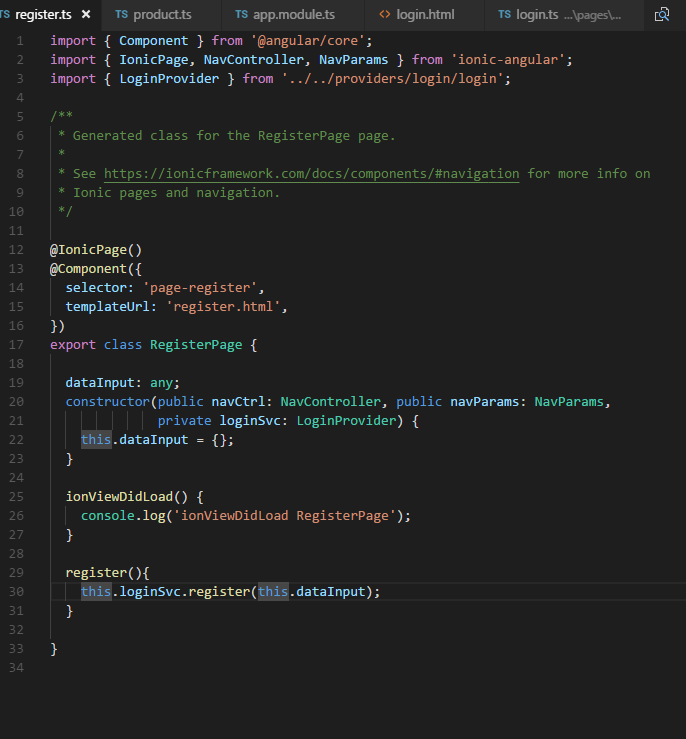 TS register.ts × TS product.ts TS app.module.ts <> login.html TS login.ts ...\pages\...
1 import { Component } from '@angular/core';
2 import { IonicPage, NavController, NavParams } from 'ionic-angular';
3 import { LoginProvider } from '../../providers/login/login';
4
5 /**
6  * Generated class for the RegisterPage page.
7  *
8  * See https://ionicframework.com/docs/components/#navigation for more info on
9  * Ionic pages and navigation.
10  */
11
12 @IonicPage()
13 @Component({
14   selector: 'page-register',
15   templateUrl: 'register.html',
16 })
17 export class RegisterPage {
18
19   dataInput: any;
20   constructor(public navCtrl: NavController, public navParams: NavParams,
21               private loginSvc: LoginProvider) {
22     this.dataInput = {};
23   }
24
25   ionViewDidLoad() {
26     console.log('ionViewDidLoad RegisterPage');
27   }
28
29   register(){
30     this.loginSvc.register(this.dataInput);
31   }
32
33 }
34